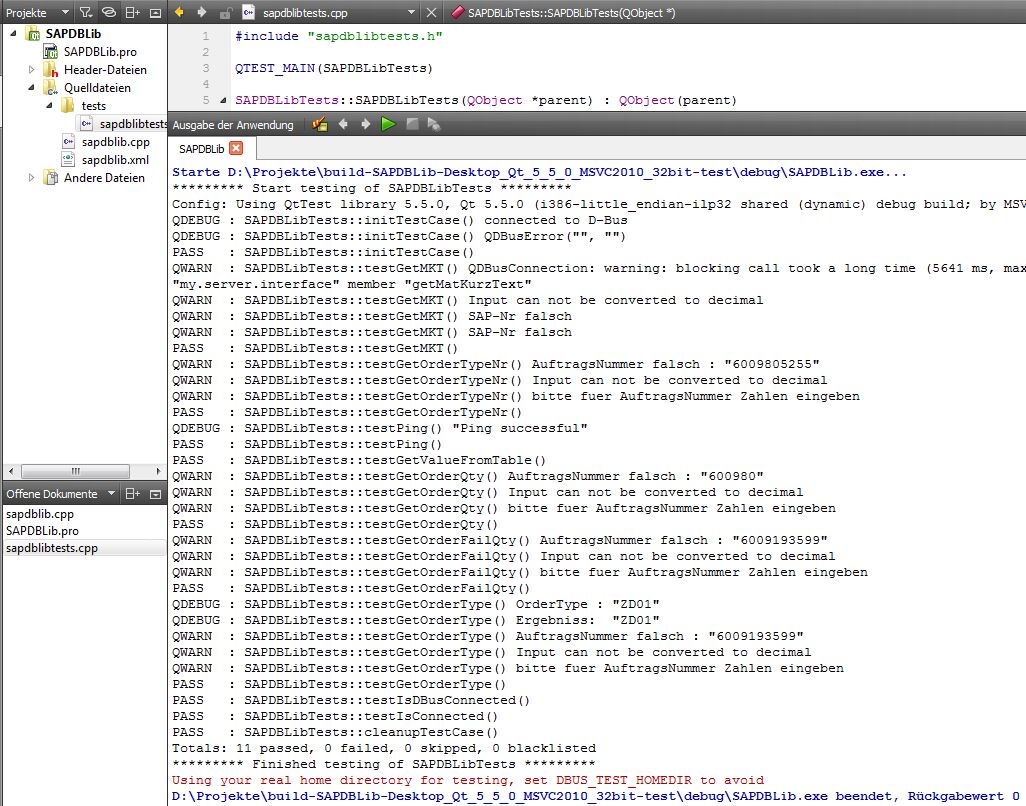 Projekte
SAPDBLib
SAPDBLib.pro
Header-Dateien
Quelldateien
tests
sapdblibtests
sapdblib.cpp
sapdblib.xml
Andere Dateien
Offene Dokumente
sapdblib.cpp
SAPDBLib.pro
sapdblibtests.cpp
sapdblibtests.cpp
SAPDBLibTests::SAPDBLibTests(QObject *)
1 #include "sapdblibtests.h"
2
3 QTEST_MAIN(SAPDBLibTests)
4
5 SAPDBLibTests::SAPDBLibTests(QObject *parent) : QObject(parent)
Ausgabe der Anwendung
SAPDBLib
Starte D:\Projekte\build-SAPDBLib-Desktop_Qt_5_5_0_MSVC2010_32bit-test\debug\SAPDBLib.exe...
********* Start testing of SAPDBLibTests *********
Config: Using QtTest library 5.5.0, Qt 5.5.0 (i386-little_endian-ilp32 shared (dynamic) debug build; by MSV
QDEBUG : SAPDBLibTests::initTestCase() connected to D-Bus
QDEBUG : SAPDBLibTests::initTestCase() QDBusError("", "")
PASS   : SAPDBLibTests::initTestCase()
QWARN  : SAPDBLibTests::testGetMKT() QDBusConnection: warning: blocking call took a long time (5641 ms, max
"my.server.interface" member "getMatKurzText"
QWARN  : SAPDBLibTests::testGetMKT() Input can not be converted to decimal
QWARN  : SAPDBLibTests::testGetMKT() SAP-Nr falsch
QWARN  : SAPDBLibTests::testGetMKT() SAP-Nr falsch
PASS   : SAPDBLibTests::testGetMKT()
QWARN  : SAPDBLibTests::testGetOrderTypeNr() AuftragsNummer falsch : "6009805255"
QWARN  : SAPDBLibTests::testGetOrderTypeNr() Input can not be converted to decimal
QWARN  : SAPDBLibTests::testGetOrderTypeNr() bitte fuer AuftragsNummer Zahlen eingeben
PASS   : SAPDBLibTests::testGetOrderTypeNr()
QDEBUG : SAPDBLibTests::testPing() "Ping successful"
PASS   : SAPDBLibTests::testPing()
PASS   : SAPDBLibTests::testGetValueFromTable()
QWARN  : SAPDBLibTests::testGetOrderQty() AuftragsNummer falsch : "600980"
QWARN  : SAPDBLibTests::testGetOrderQty() Input can not be converted to decimal
QWARN  : SAPDBLibTests::testGetOrderQty() bitte fuer AuftragsNummer Zahlen eingeben
PASS   : SAPDBLibTests::testGetOrderQty()
QWARN  : SAPDBLibTests::testGetOrderFailQty() AuftragsNummer falsch : "6009193599"
QWARN  : SAPDBLibTests::testGetOrderFailQty() Input can not be converted to decimal
QWARN  : SAPDBLibTests::testGetOrderFailQty() bitte fuer AuftragsNummer Zahlen eingeben
PASS   : SAPDBLibTests::testGetOrderFailQty()
QDEBUG : SAPDBLibTests::testGetOrderType() OrderType : "ZD01"
QDEBUG : SAPDBLibTests::testGetOrderType() Ergebniss:  "ZD01"
QWARN  : SAPDBLibTests::testGetOrderType() AuftragsNummer falsch : "6009193599"
QWARN  : SAPDBLibTests::testGetOrderType() Input can not be converted to decimal
QWARN  : SAPDBLibTests::testGetOrderType() bitte fuer AuftragsNummer Zahlen eingeben
PASS   : SAPDBLibTests::testGetOrderType()
PASS   : SAPDBLibTests::testIsDBusConnected()
PASS   : SAPDBLibTests::testIsConnected()
PASS   : SAPDBLibTests::cleanupTestCase()
Totals: 11 passed, 0 failed, 0 skipped, 0 blacklisted
********* Finished testing of SAPDBLibTests *********
Using your real home directory for testing, set DBUS_TEST_HOMEDIR to avoid
D:\Projekte\build-SAPDBLib-Desktop_Qt_5_5_0_MSVC2010_32bit-test\debug\SAPDBLib.exe beendet, Rückgabewert 0